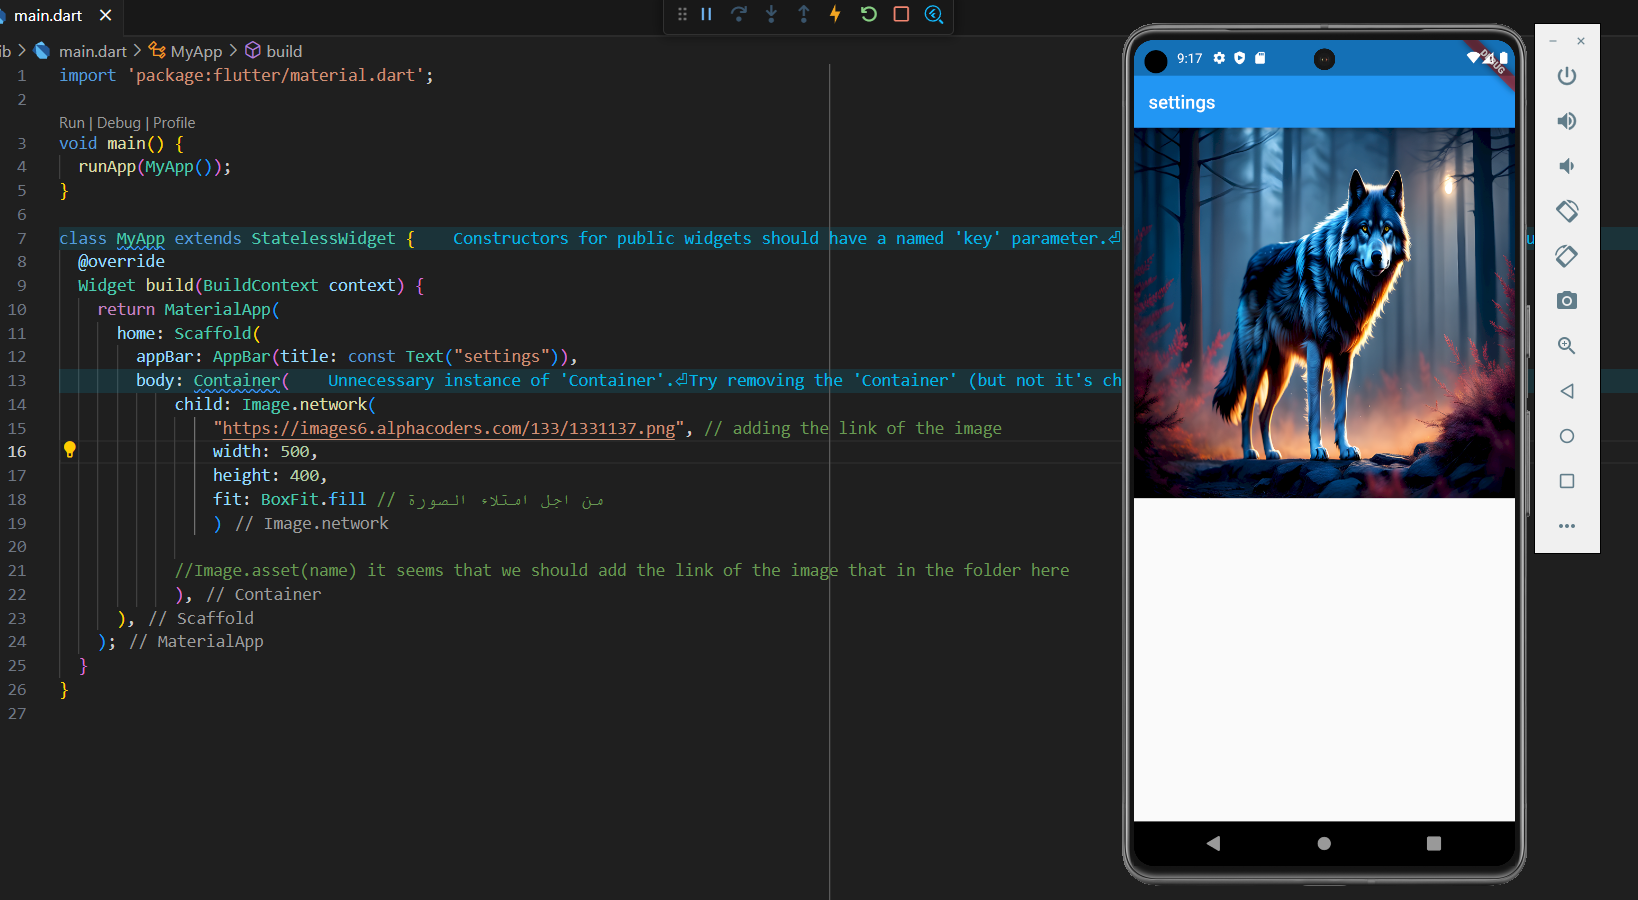 main.dart
ib > main.dart > MyApp > build
1 import 'package:flutter/material.dart';
2
Run | Debug | Profile
3 void main() {
4 runApp(MyApp());
5 }
6
7 class MyApp extends StatelessWidget { Constructors for public widgets should have a named 'key' parameter.⏎
8 @override
9 Widget build(BuildContext context) {
10 return MaterialApp(
11 home: Scaffold(
12 appBar: AppBar(title: const Text("settings")),
13 body: Container( Unnecessary instance of 'Container'.⏎Try removing the 'Container' (but not it's ch
14 child: Image.network(
15 "https://images6.alphacoders.com/133/1331137.png", // adding the link of the image
16 width: 500,
17 height: 400,
18 fit: BoxFit.fill // من اجل امتلاء الصورة
19 ) // Image.network
20
21 //Image.asset(name) it seems that we should add the link of the image that in the folder here
22 ), // Container
23 ), // Scaffold
24 ); // MaterialApp
25 }
26 }
27
9:17
DEBUG
settings